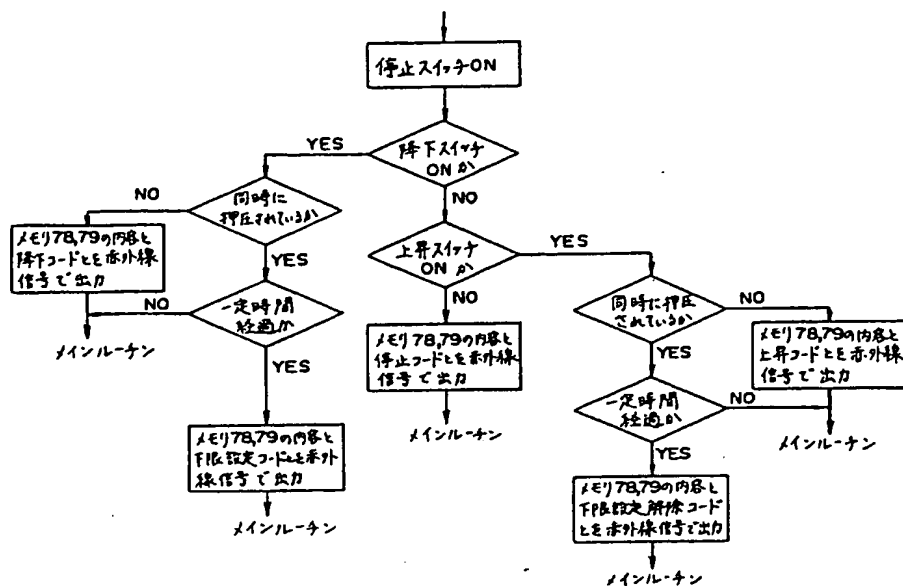 停止スイッチON
YES
降下スイッチ
ONか
NO
NO
同時に
押圧されているか
メモリ78,79の内容と
降下コードとを赤外線
信号で出力
YES
NO
一定時間
経過か
メインルーチン
YES
メモリ78,79の内容と
下限設定コードとを赤外
線信号で出力
メインルーチン
上昇スイッチ
ONか
YES
NO
メモリ78,79の内容と
停止コードとを赤外線
信号で出力
メインルーチン
同時に押圧
されているか
NO
メモリ78,79の内容と
上昇コードとを赤外線
信号で出力
YES
一定時間
経過か
NO
メインルーチン
YES
メモリ78,79の内容と
下限設定解除コード
とを赤外線信号で出力
メインルーチン